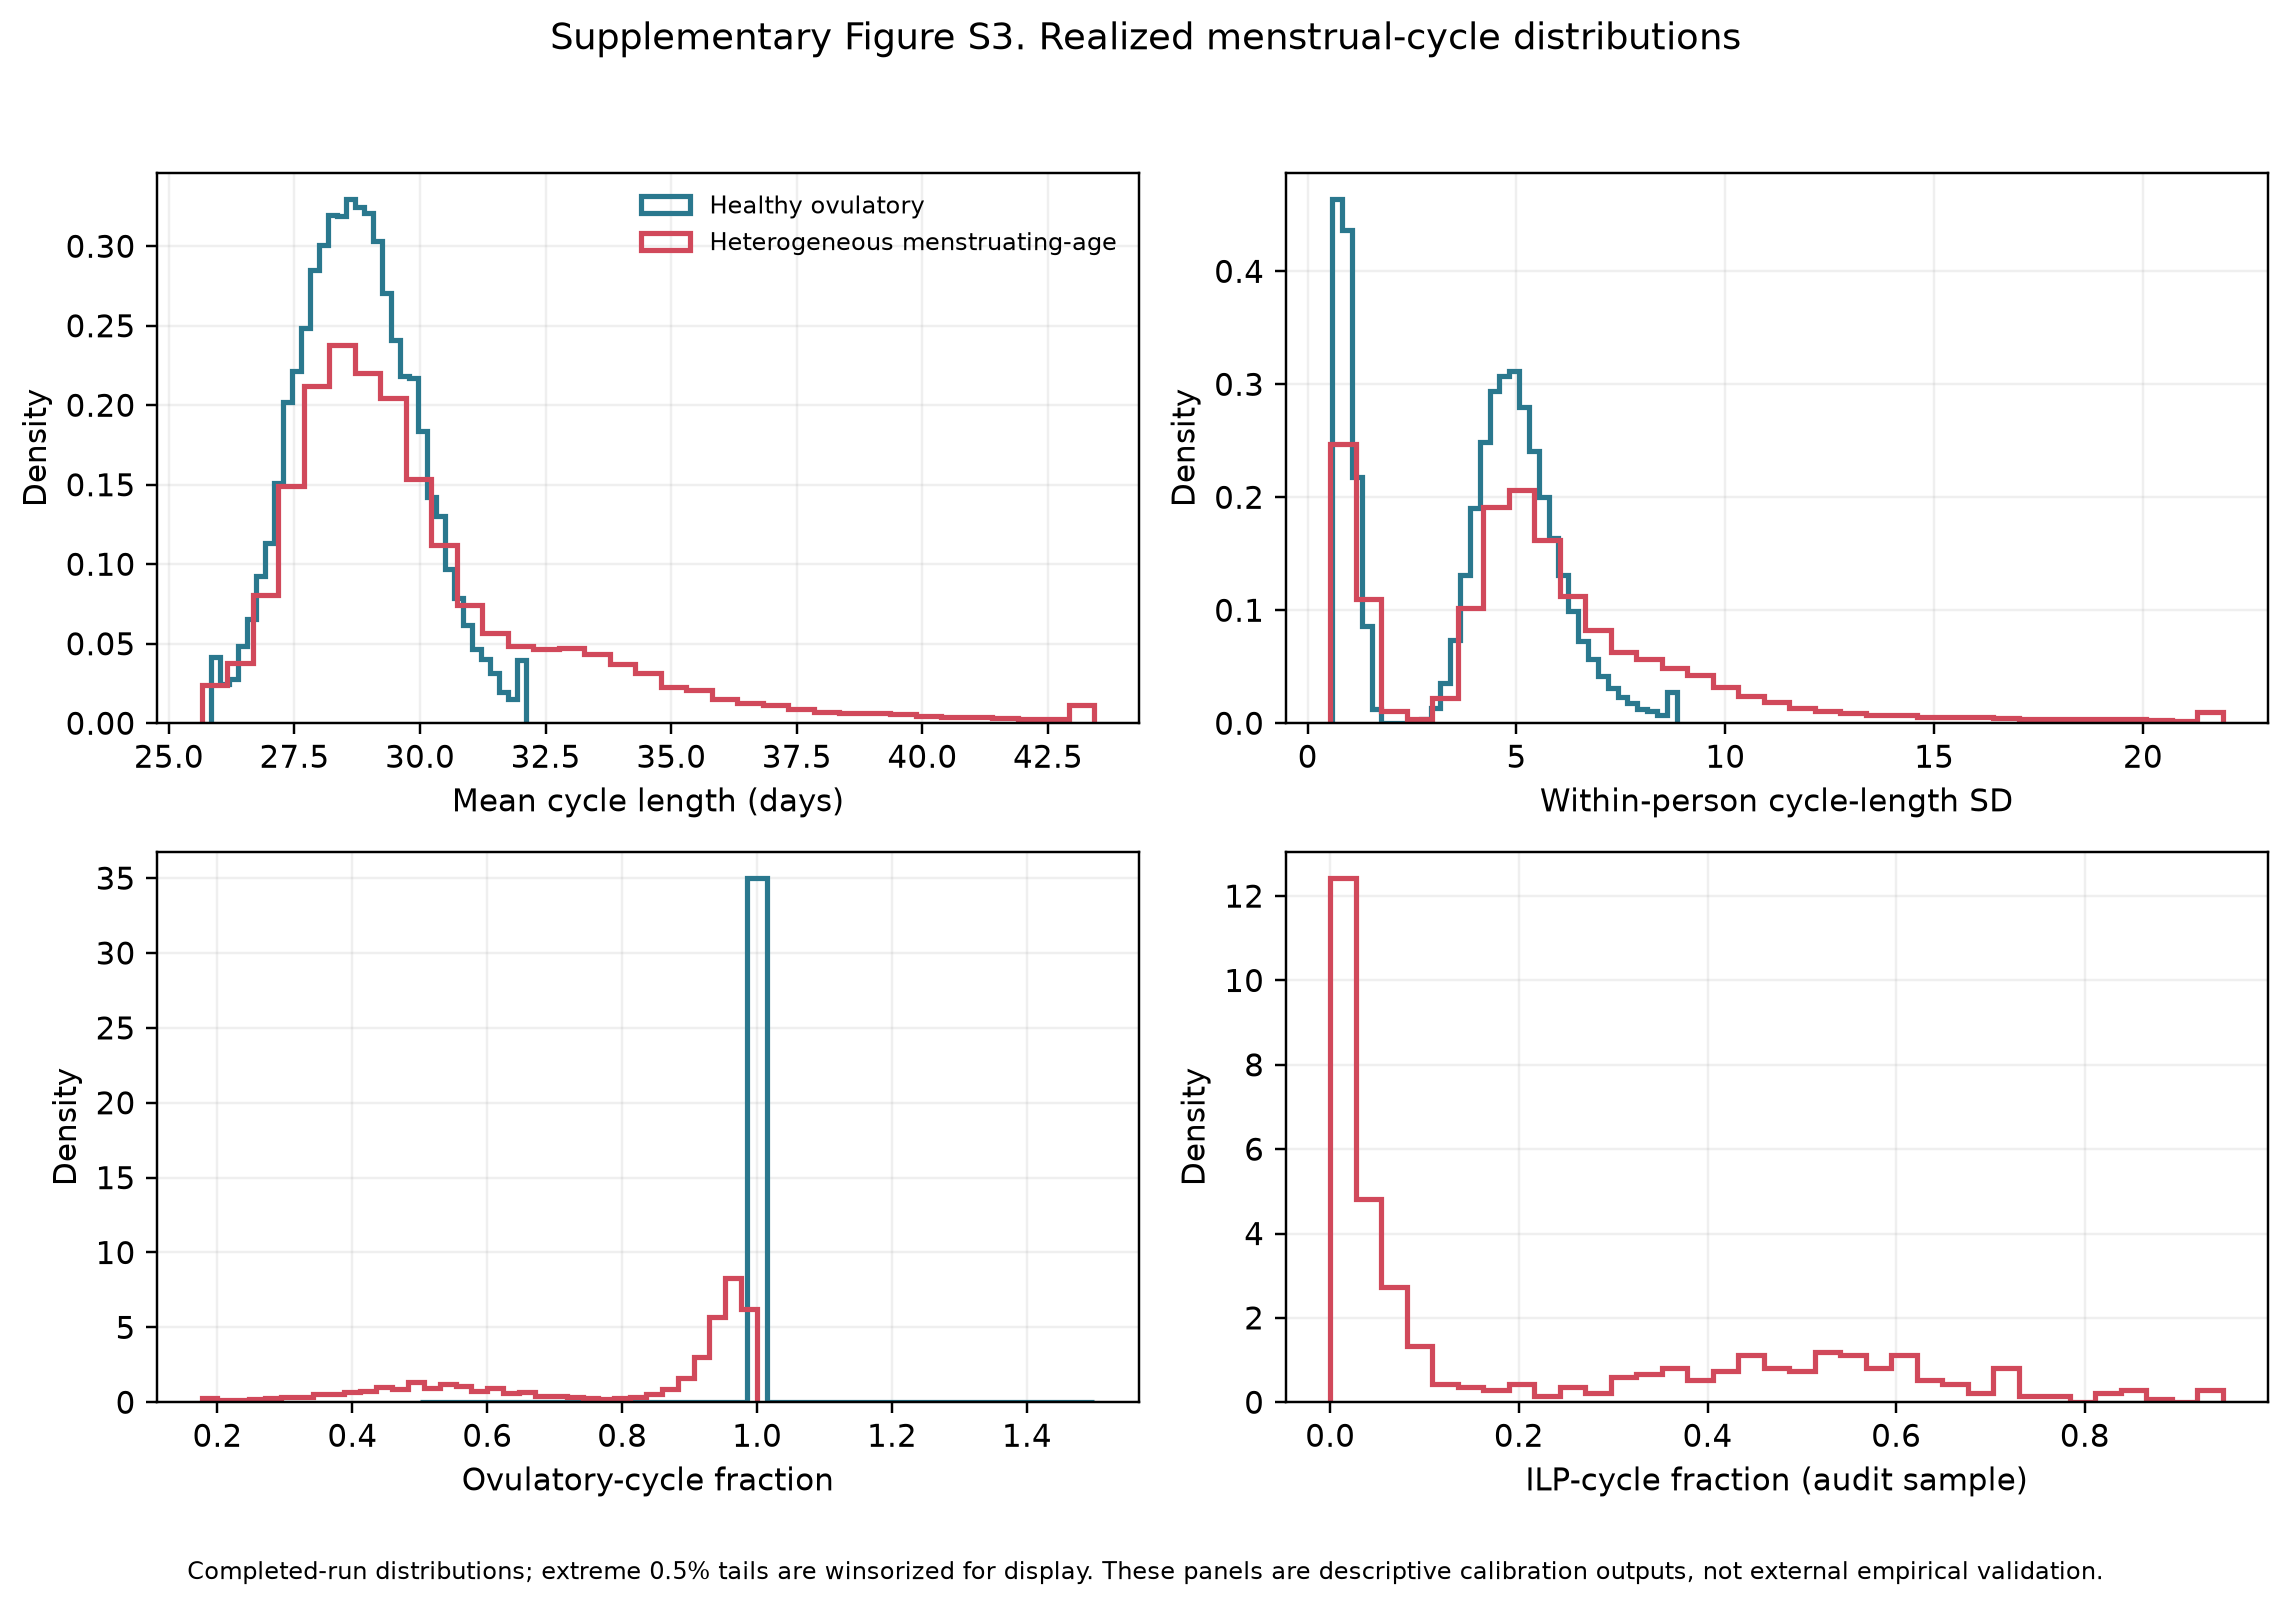 Supplementary Figure S3. Realized menstrual-cycle distributions
Healthy ovulatory
Heterogeneous menstruating-age
Density
0.30
0.25
0.20
0.15
0.10
0.05
0.00
25.0 27.5 30.0 32.5 35.0 37.5 40.0 42.5
Mean cycle length (days)
Density
0.4
0.3
0.2
0.1
0.0
0 5 10 15 20
Within-person cycle-length SD
Density
35
30
25
20
15
10
5
0
0.2 0.4 0.6 0.8 1.0 1.2 1.4
Ovulatory-cycle fraction
Density
12
10
8
6
4
2
0
0.0 0.2 0.4 0.6 0.8
ILP-cycle fraction (audit sample)
Completed-run distributions; extreme 0.5% tails are winsorized for display. These panels are descriptive calibration outputs, not external empirical validation.